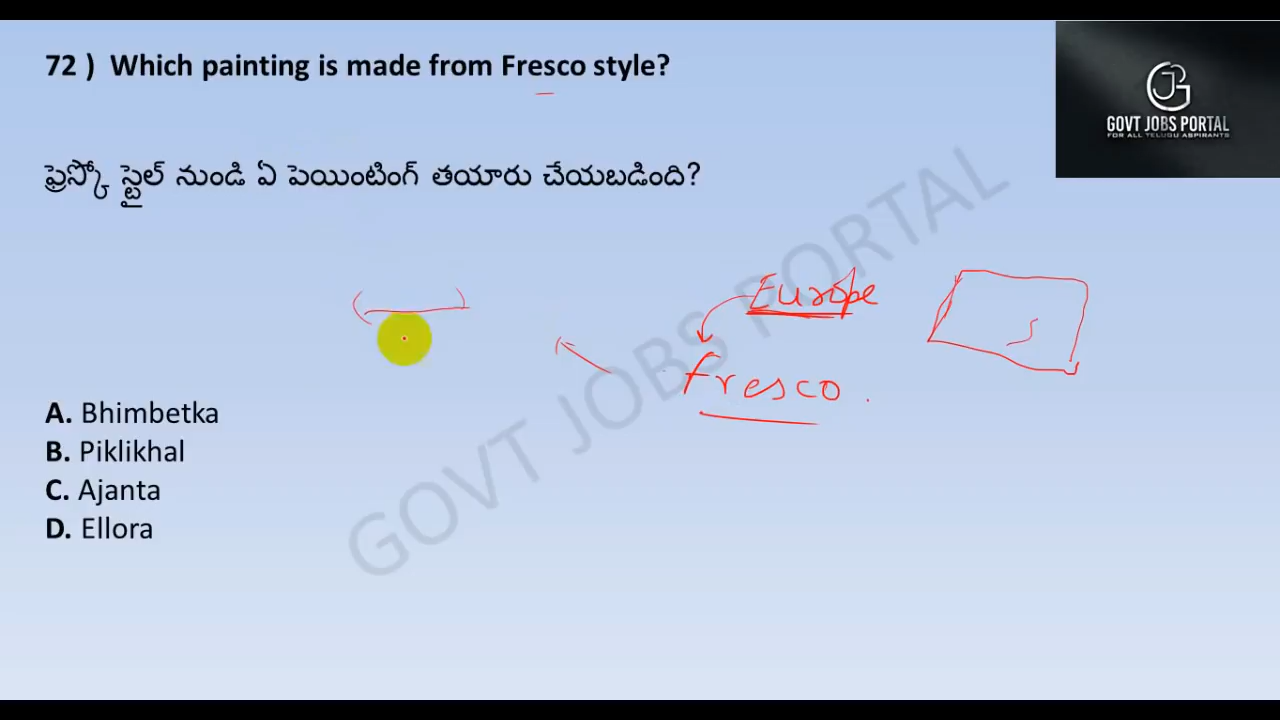 72 ) Which painting is made from Fresco style?
GOVT JOBS PORTAL
FOR ALL TELUGU ASPIRANTS
ఫ్రెస్కో స్టైల్ నుండి ఏ పెయింటింగ్ తయారు చేయబడింది?
Europe
fresco
A. Bhimbetka
B. Piklikhal
C. Ajanta
D. Ellora
GOVT JOBS PORTAL